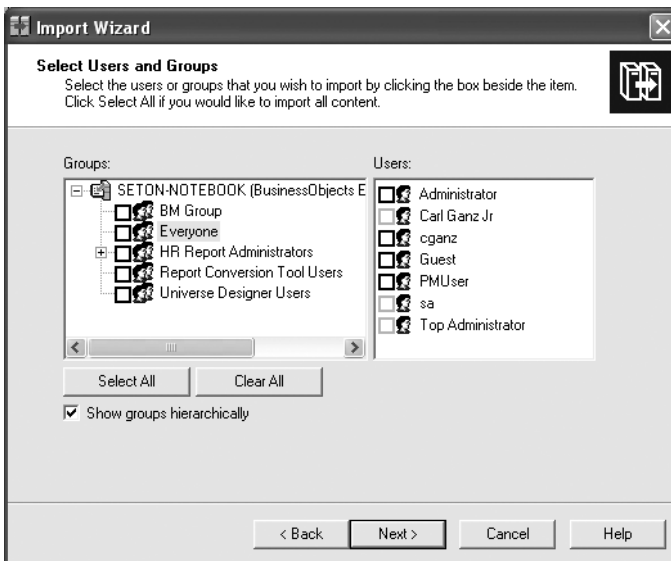 Import Wizard
Select Users and Groups
Select the users or groups that you wish to import by clicking the box beside the item.
Click Select All if you would like to import all content.
Groups:
SETON-NOTEBOOK (BusinessObjects E
BM Group
Everyone
HR Report Administrators
Report Conversion Tool Users
Universe Designer Users
Users:
Administrator
Carl Ganz Jr
cganz
Guest
PMUser
sa
Top Administrator
Select All
Clear All
Show groups hierarchically
< Back
Next >
Cancel
Help